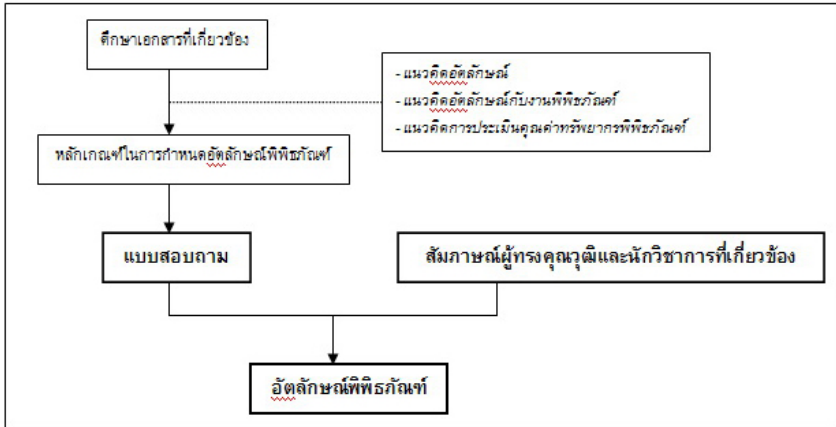 ศึกษาเอกสารที่เกี่ยวข้อง
- แนวคิดอัตลักษณ์
- แนวคิดอัตลักษณ์กับงานพิพิธภัณฑ์
- แนวคิดการประเมินคุณค่าทรัพยากรพิพิธภัณฑ์
หลักเกณฑ์ในการกำหนดอัตลักษณ์พิพิธภัณฑ์
แบบสอบถาม
สัมภาษณ์ผู้ทรงคุณวุฒิและนักวิชาการที่เกี่ยวข้อง
อัตลักษณ์พิพิธภัณฑ์